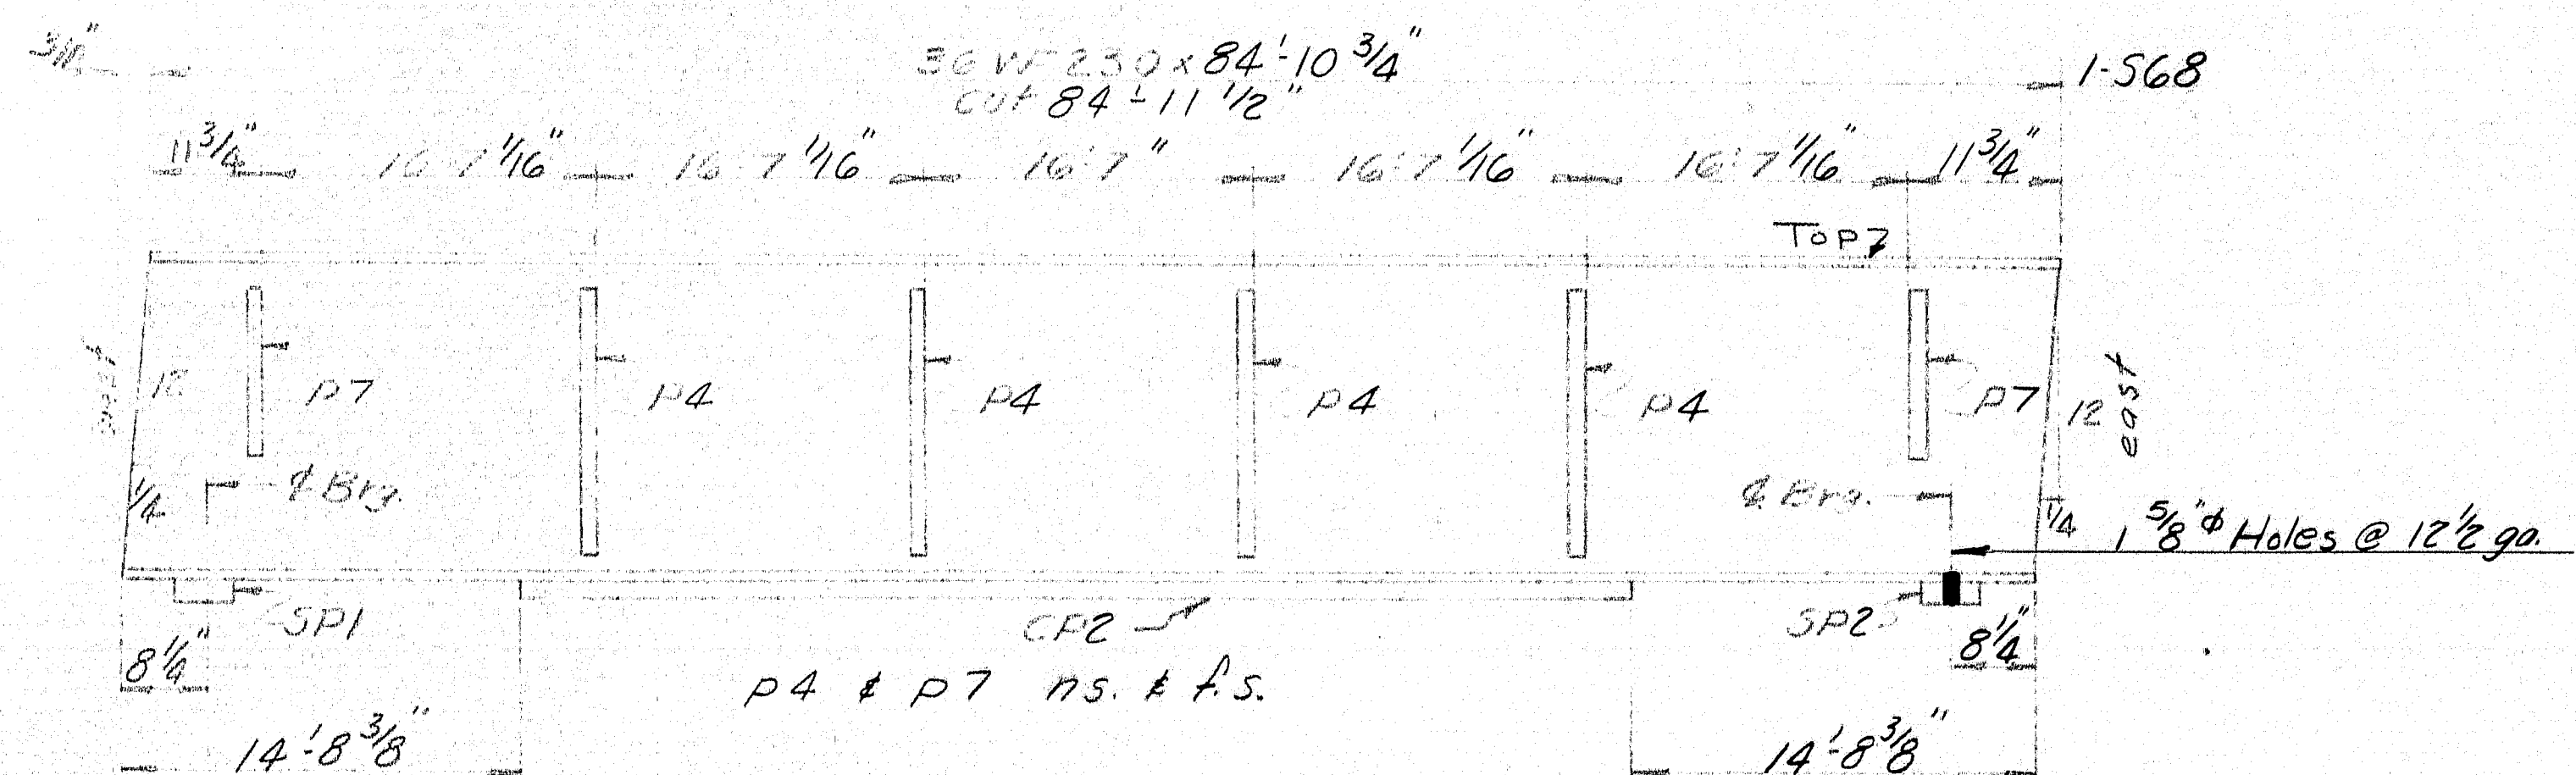 36 WF 230 x 84'-10 3/4"
1-S68
cut 84'-11 1/2"
11 3/4" 16'-7 1/16" 16'-7 1/16" 16'-7" 16'-7 1/16" 16'-7 1/16" 11 3/4"
Top
12 p7 p4 p4 p4 p4 p7 12 east
1/4 ¢ Brg. ¢ Brg. 1/4
1 5/8" ϕ Holes @ 12 1/2 ga.
SP1 CP2 SP2
8 1/4" 8 1/4"
p4 & p7 ns. & f.s.
14'-8 3/8" 14'-8 3/8"